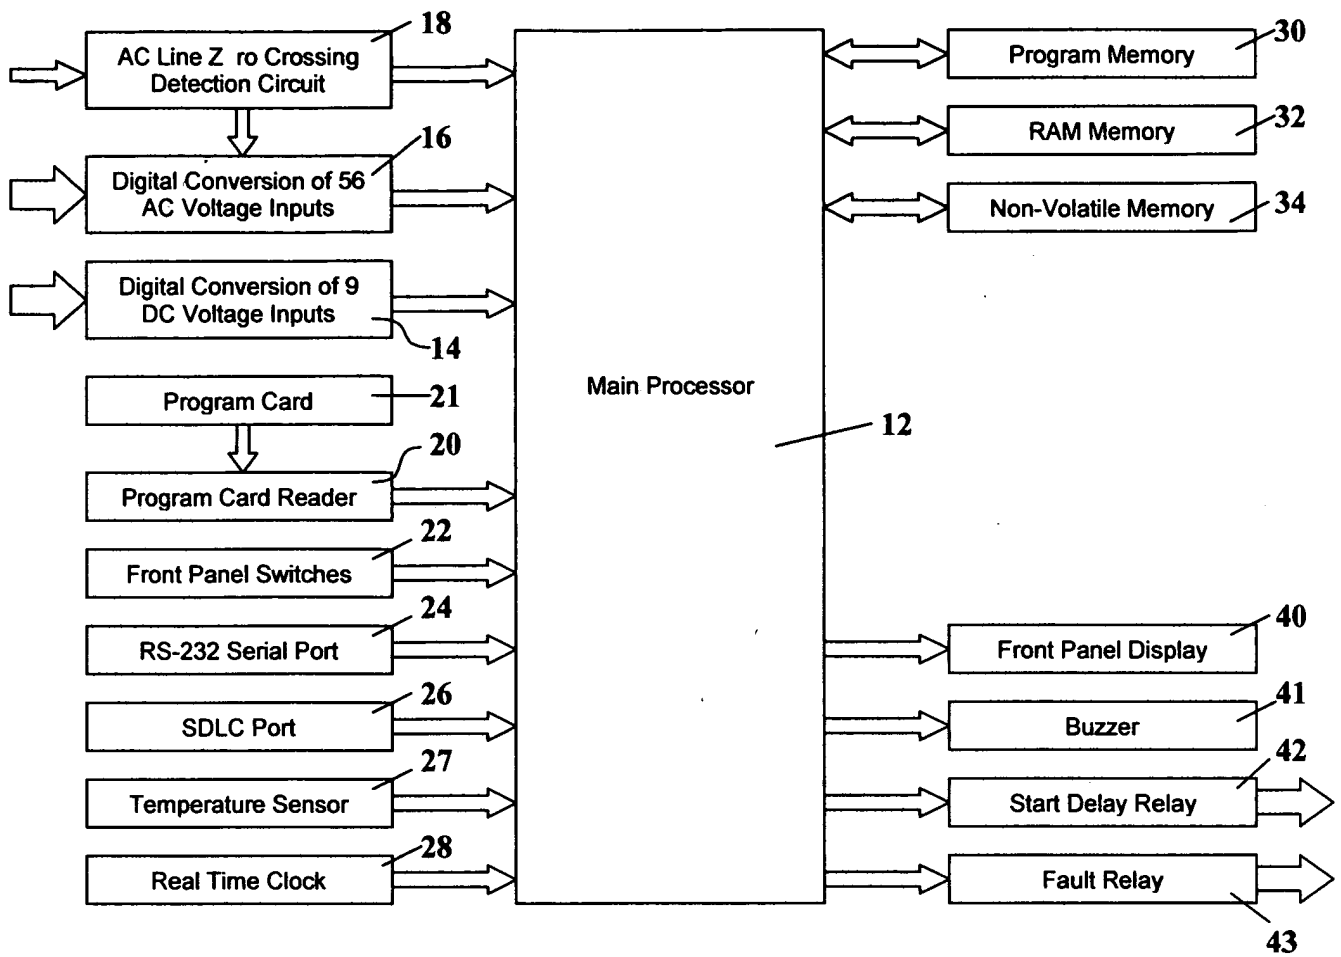 18
AC Line Z ro Crossing
Detection Circuit
16
Digital Conversion of 56
AC Voltage Inputs
Digital Conversion of 9
DC Voltage Inputs
14
Program Card
21
20
Program Card Reader
22
Front Panel Switches
24
RS-232 Serial Port
26
SDLC Port
27
Temperature Sensor
28
Real Time Clock
Main Processor
12
30
Program Memory
32
RAM Memory
34
Non-Volatile Memory
40
Front Panel Display
41
Buzzer
42
Start Delay Relay
Fault Relay
43